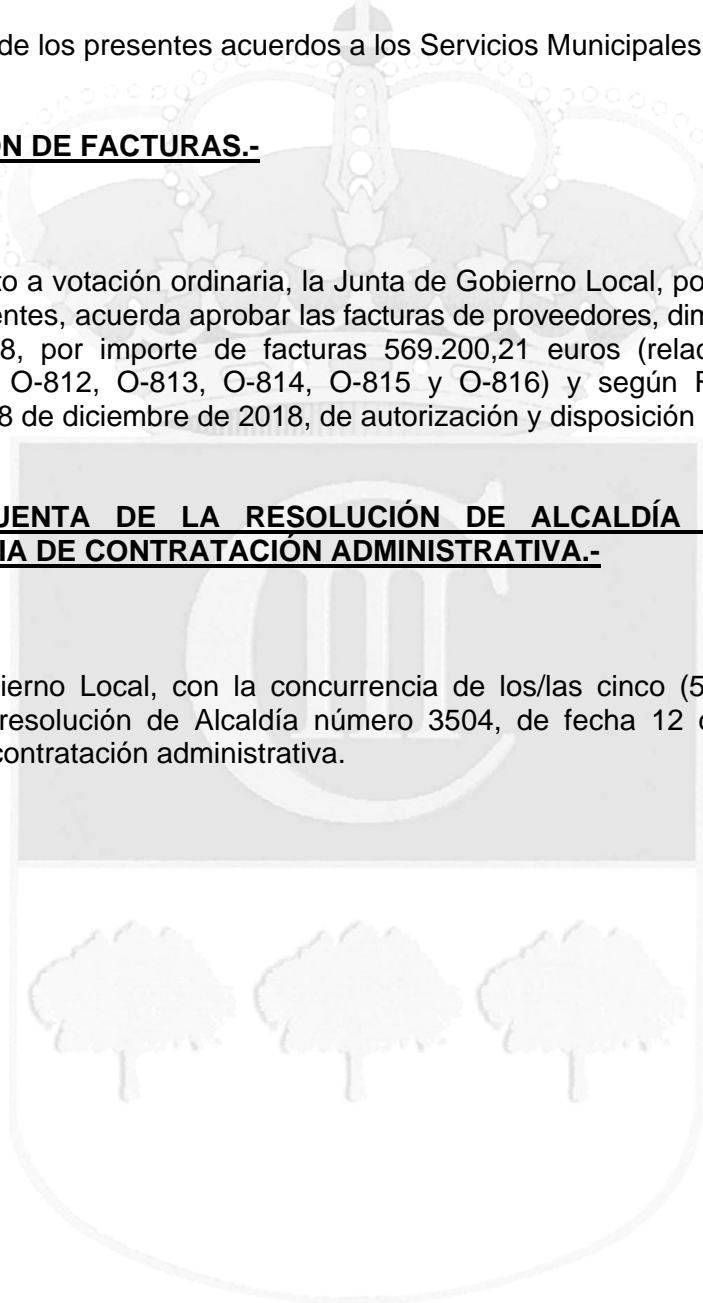 de los presentes acuerdos a los Servicios Municipales
ÓN DE FACTURAS.-
to a votación ordinaria, la Junta de Gobierno Local, po
entes, acuerda aprobar las facturas de proveedores, dim
8, por importe de facturas 569.200,21 euros (relac
O-812, O-813, O-814, O-815 y O-816) y según R
8 de diciembre de 2018, de autorización y disposición
UENTA DE LA RESOLUCIÓN DE ALCALDÍA
IA DE CONTRATACIÓN ADMINISTRATIVA.-
ierno Local, con la concurrencia de los/las cinco (5
resolución de Alcaldía número 3504, de fecha 12 d
contratación administrativa.